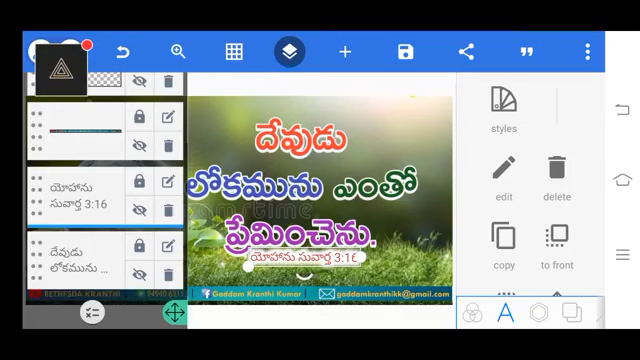 యోహాను
సువార్త 3:16
దేవుడు
లోకమును ...
BETHESDA KRANTHI
దేవుడు
లోకమును ఎంతో
ప్రేమించెను.
యోహాను సువార్త 3:16
Gaddam Kranthi Kumar
gaddamkranthikk@gmail.com
styles
edit
delete
copy
to front